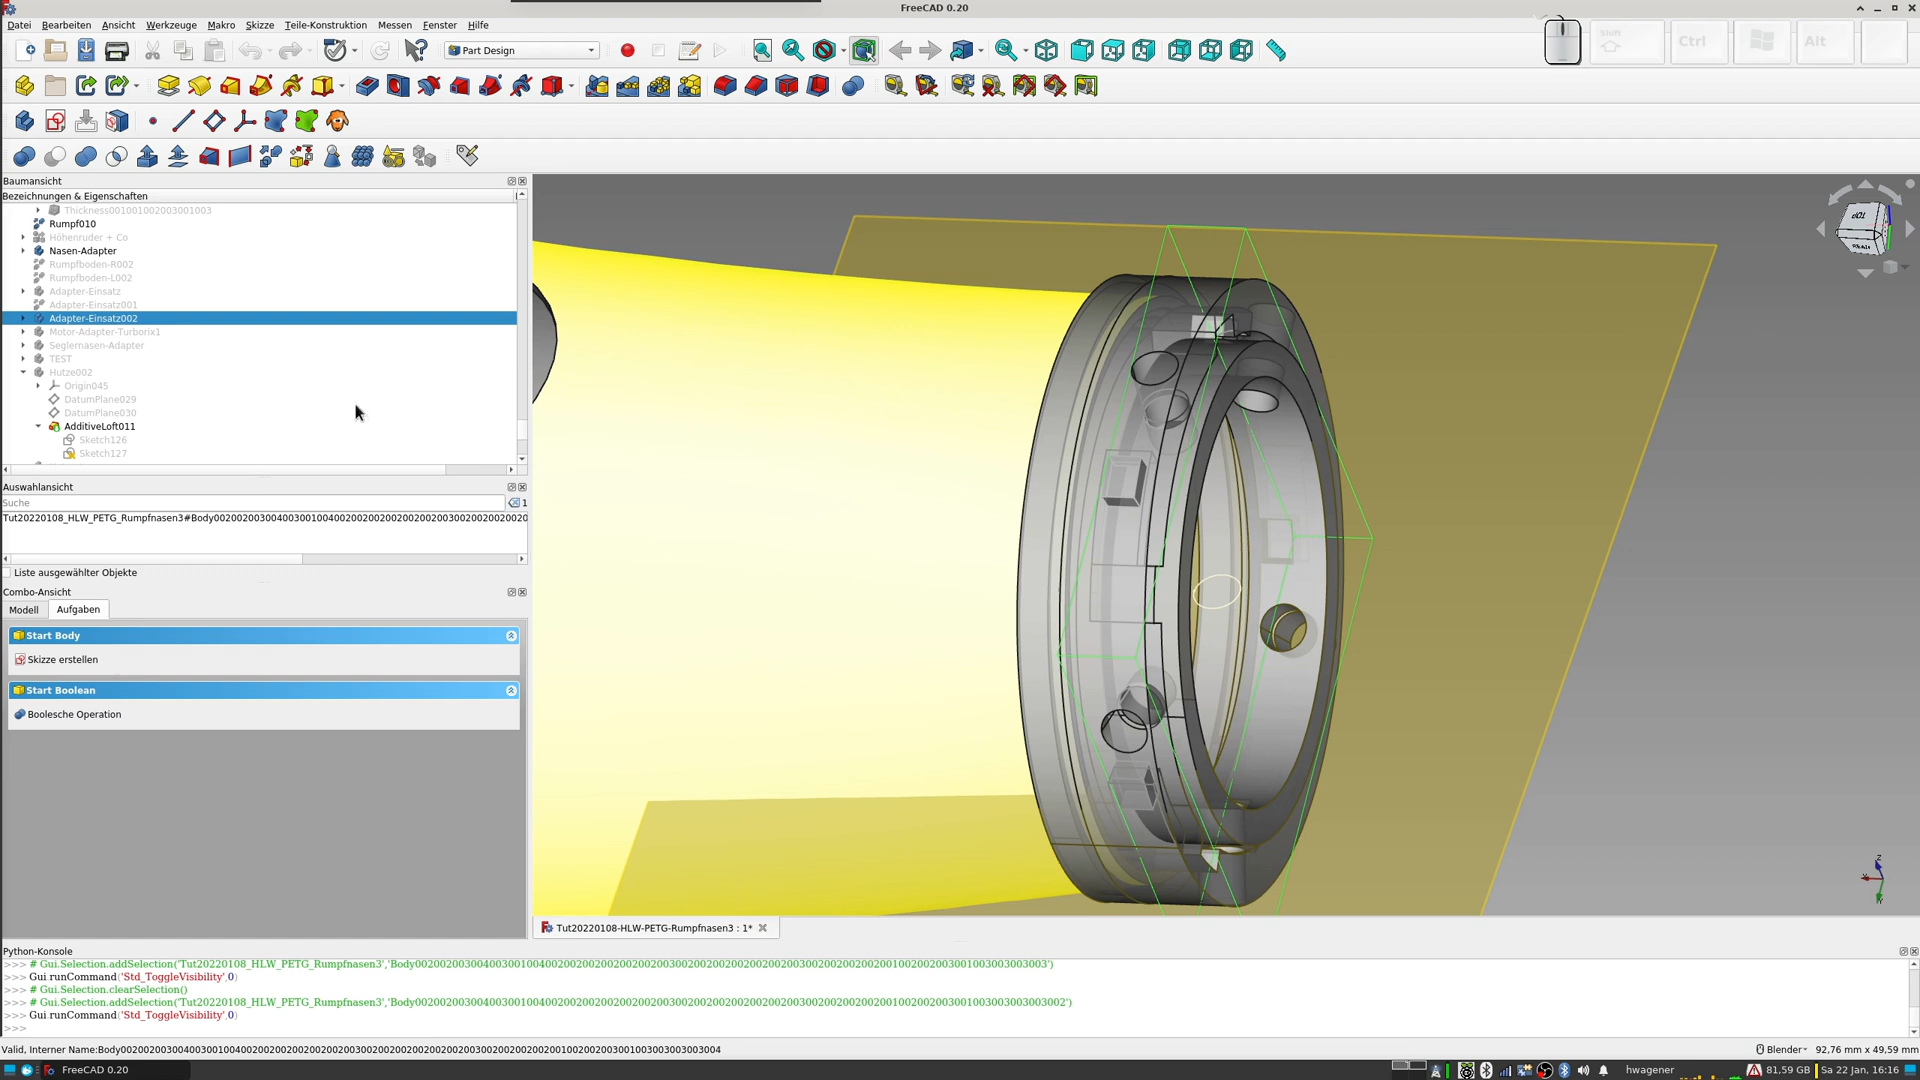 FreeCAD 0.20
Datei Bearbeiten Ansicht Werkzeuge Makro Skizze Teile-Konstruktion Messen Fenster Hilfe
Part Design
Shift
Ctrl
Alt
Baumansicht
Bezeichnungen & Eigenschaften
Thickness001001002003001003
Rumpf010
Höhenruder + Co
Nasen-Adapter
Rumpfboden-R002
Rumpfboden-L002
Adapter-Einsatz
Adapter-Einsatz001
Adapter-Einsatz002
Motor-Adapter-Turborix1
Seglernasen-Adapter
TEST
Hutze002
Origin045
DatumPlane029
DatumPlane030
AdditiveLoft011
Sketch126
Sketch127
Auswahlansicht
Suche
1
Liste ausgewählter Objekte
Combo-Ansicht
Modell Aufgaben
Start Body
Skizze erstellen
Start Boolean
Boolesche Operation
TOP
REAR
Z
X
Y
Tut20220108-HLW-PETG-Rumpfnasen3 : 1*
Python-Konsole
>>> Gui.runCommand('Std_ToggleVisibility',0)
>>> # Gui.Selection.clearSelection()
>>> Gui.runCommand('Std_ToggleVisibility',0)
>>>
Blender
92,76 mm x 49,59 mm
FreeCAD 0.20
hwagener
81,59 GB
Sa 22 Jan, 16:16